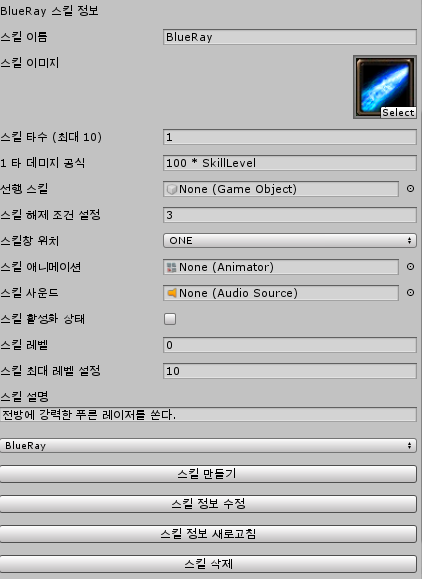 BlueRay 스킬 정보
스킬 이름 BlueRay
스킬 이미지
Select
스킬 타수 (최대 10) 1
1 타 데미지 공식 100 * SkillLevel
선행 스킬 None (Game Object)
스킬 해제 조건 설정 3
스킬창 위치 ONE
스킬 애니메이션 None (Animator)
스킬 사운드 None (Audio Source)
스킬 활성화 상태
스킬 레벨 0
스킬 최대 레벨 설정 10
스킬 설명
전방에 강력한 푸른 레이저를 쏜다.
BlueRay
스킬 만들기
스킬 정보 수정
스킬 정보 새로고침
스킬 삭제